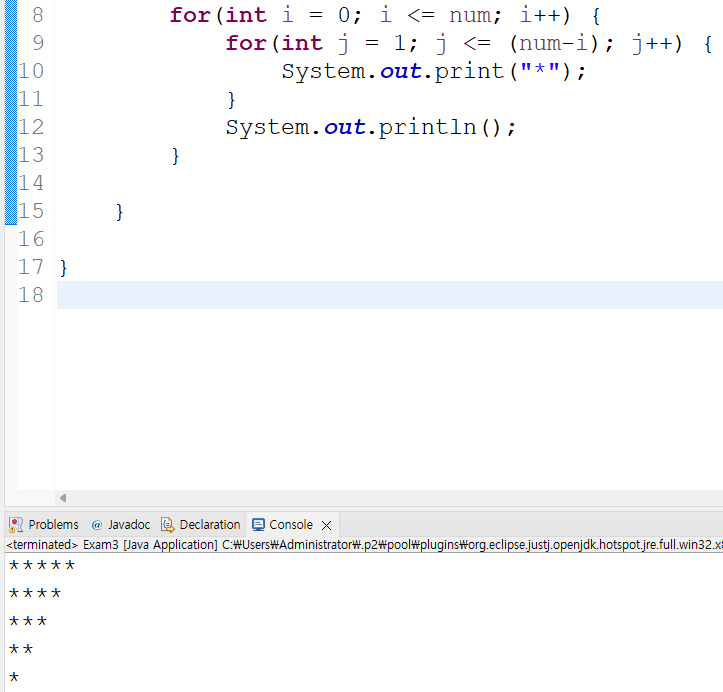 8 for(int i = 0; i <= num; i++) {
9 for(int j = 1; j <= (num-i); j++) {
10 System.out.print("*");
11 }
12 System.out.println();
13 }
14
15 }
16
17 }
18
Problems @ Javadoc Declaration Console
<terminated> Exam3 [Java Application] C:₩Users₩Administrator₩.p2₩pool₩plugins₩org.eclipse.justj.openjdk.hotspot.jre.full.win32.x8
*****
****
***
**
*